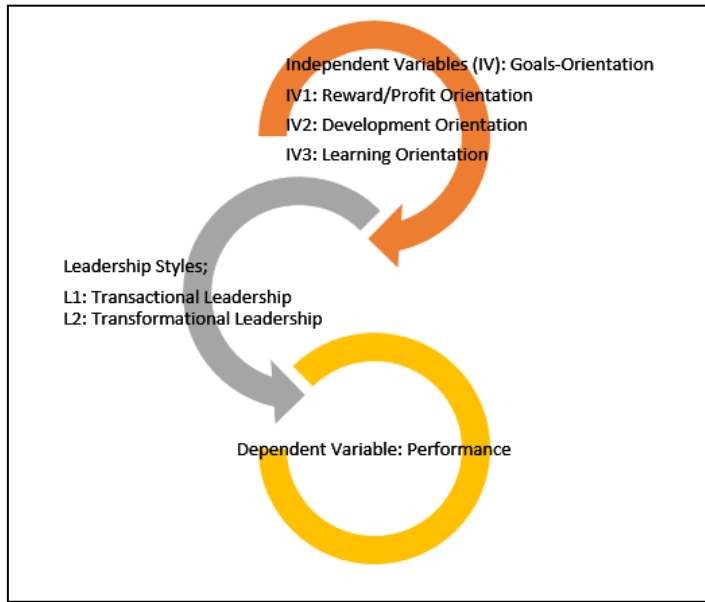 Independent Variables (IV): Goals-Orientation
IV1: Reward/Profit Orientation
IV2: Development Orientation
IV3: Learning Orientation
Leadership Styles;
L1: Transactional Leadership
L2: Transformational Leadership
Dependent Variable: Performance